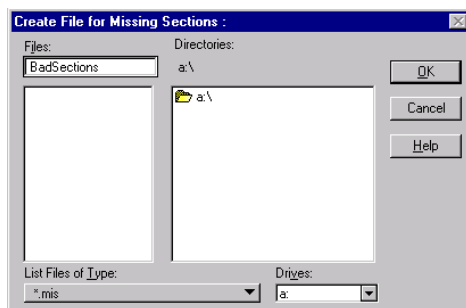 Create File for Missing Sections :
Files:
Directories:
BadSections
a:\
OK
a:\
Cancel
Help
List Files of Type:
Drives:
*.mis
a: